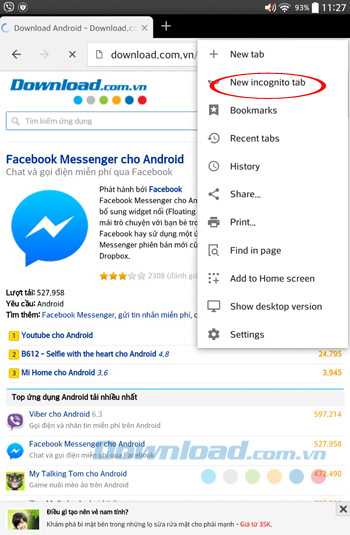 93% 11:27
Download Android - Download.c
download.com.vn/
New tab
New incognito tab
Bookmarks
Recent tabs
History
Share...
Print...
Find in page
Add to Home screen
Show desktop version
Settings
Download.com.vn
Tìm kiếm ứng dụng
Facebook Messenger cho Android
Chat và gọi điện miễn phí qua Facebook
Phát hành bởi Facebook
Facebook Messenger cho An
bổ sung widget nổi (Floating
mái trò chuyện với bạn bè tro
Facebook hay sử dụng một ứ
Messenger phiên bản mới cũ
Dropbox.
2308 (đánh giá
Lượt tải: 527.958
Yêu cầu: Android
Tìm thêm: Facebook Messenger, gửi tin nhắn miễn phí,
1 Youtube cho Android
2 B612 - Selfie with the heart cho Android 4.8 24.795
3 Mi Home cho Android 3.6 3.945
Top ứng dụng Android tải nhiều nhất
Viber cho Android 6.3 597.214
Gọi điện và nhắn tin miễn phí trên Android
Facebook Messenger cho Android 527.958
Chat và gọi điện miễn phí qua Facebook
Download.com.vn
My Talking Tom cho Android 473.490
Game nuôi mèo ảo trên Android
Điều gì tạo nên vẻ nam tính?
Khám phá bí mật bên trong những lọ sữa rửa mặt cho phái mạnh - Giá từ 35K.